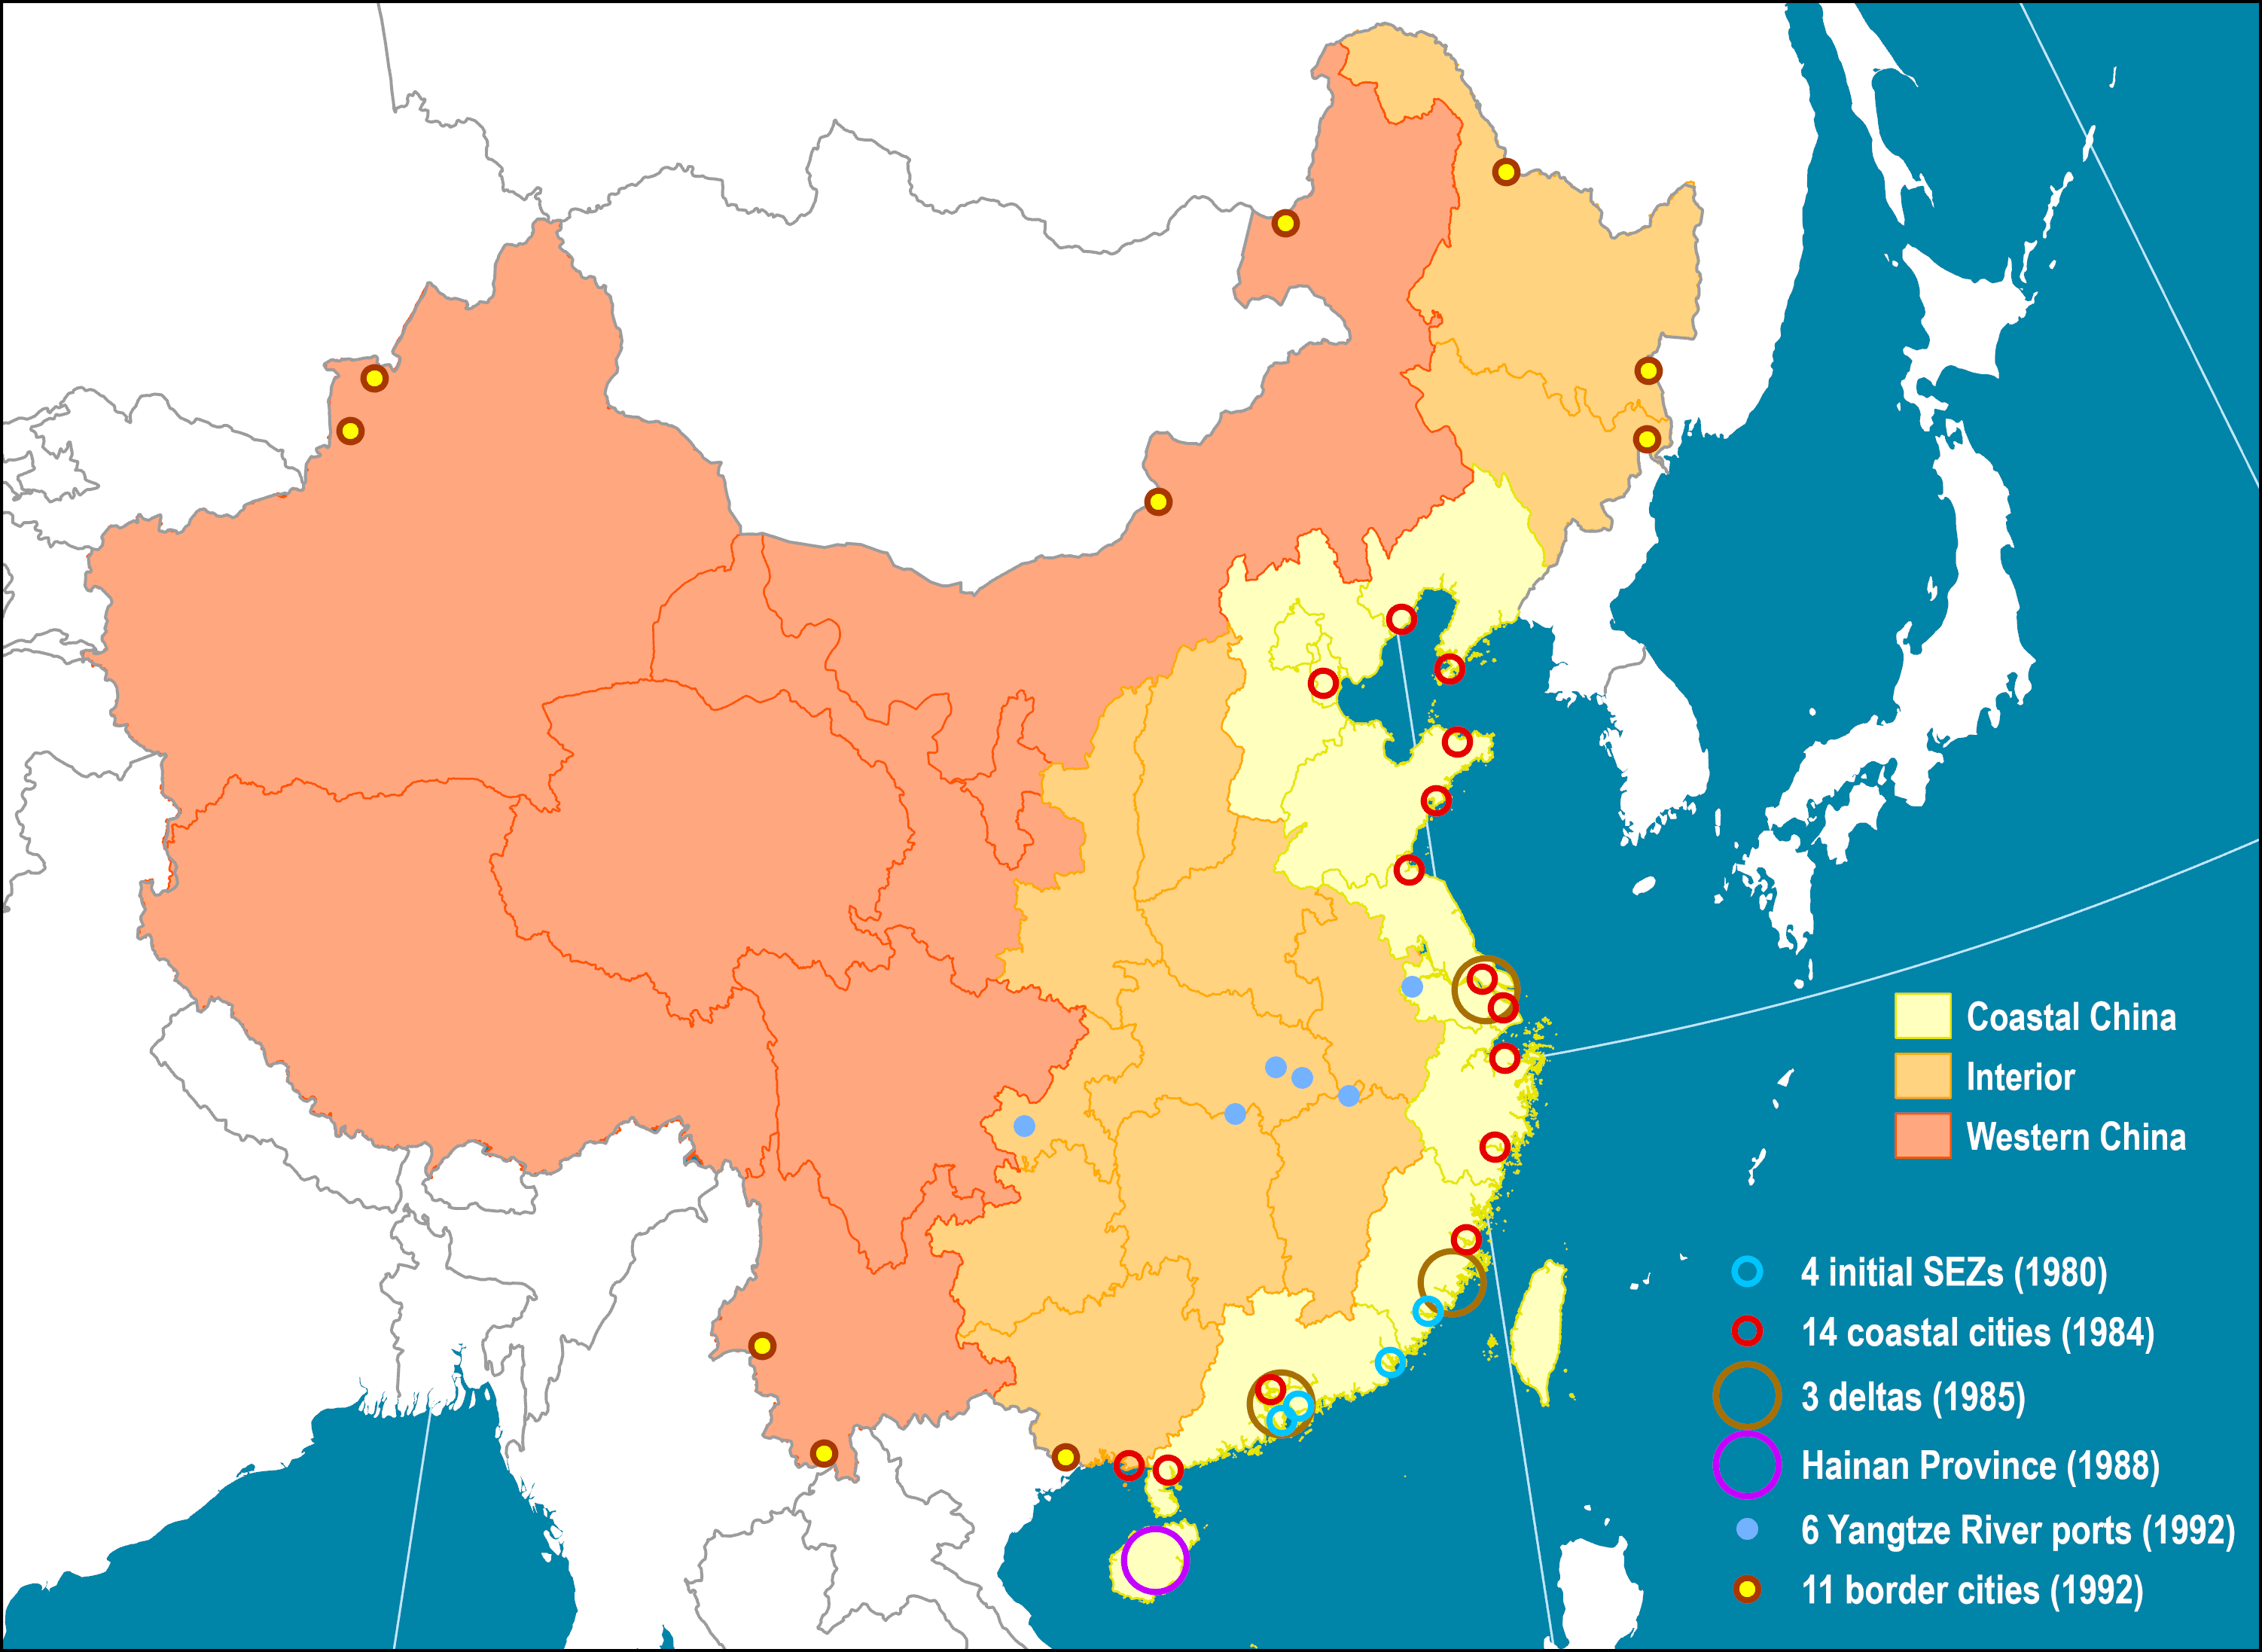 Coastal China
Interior
Western China
4 initial SEZs (1980)
14 coastal cities (1984)
3 deltas (1985)
Hainan Province (1988)
6 Yangtze River ports (1992)
11 border cities (1992)